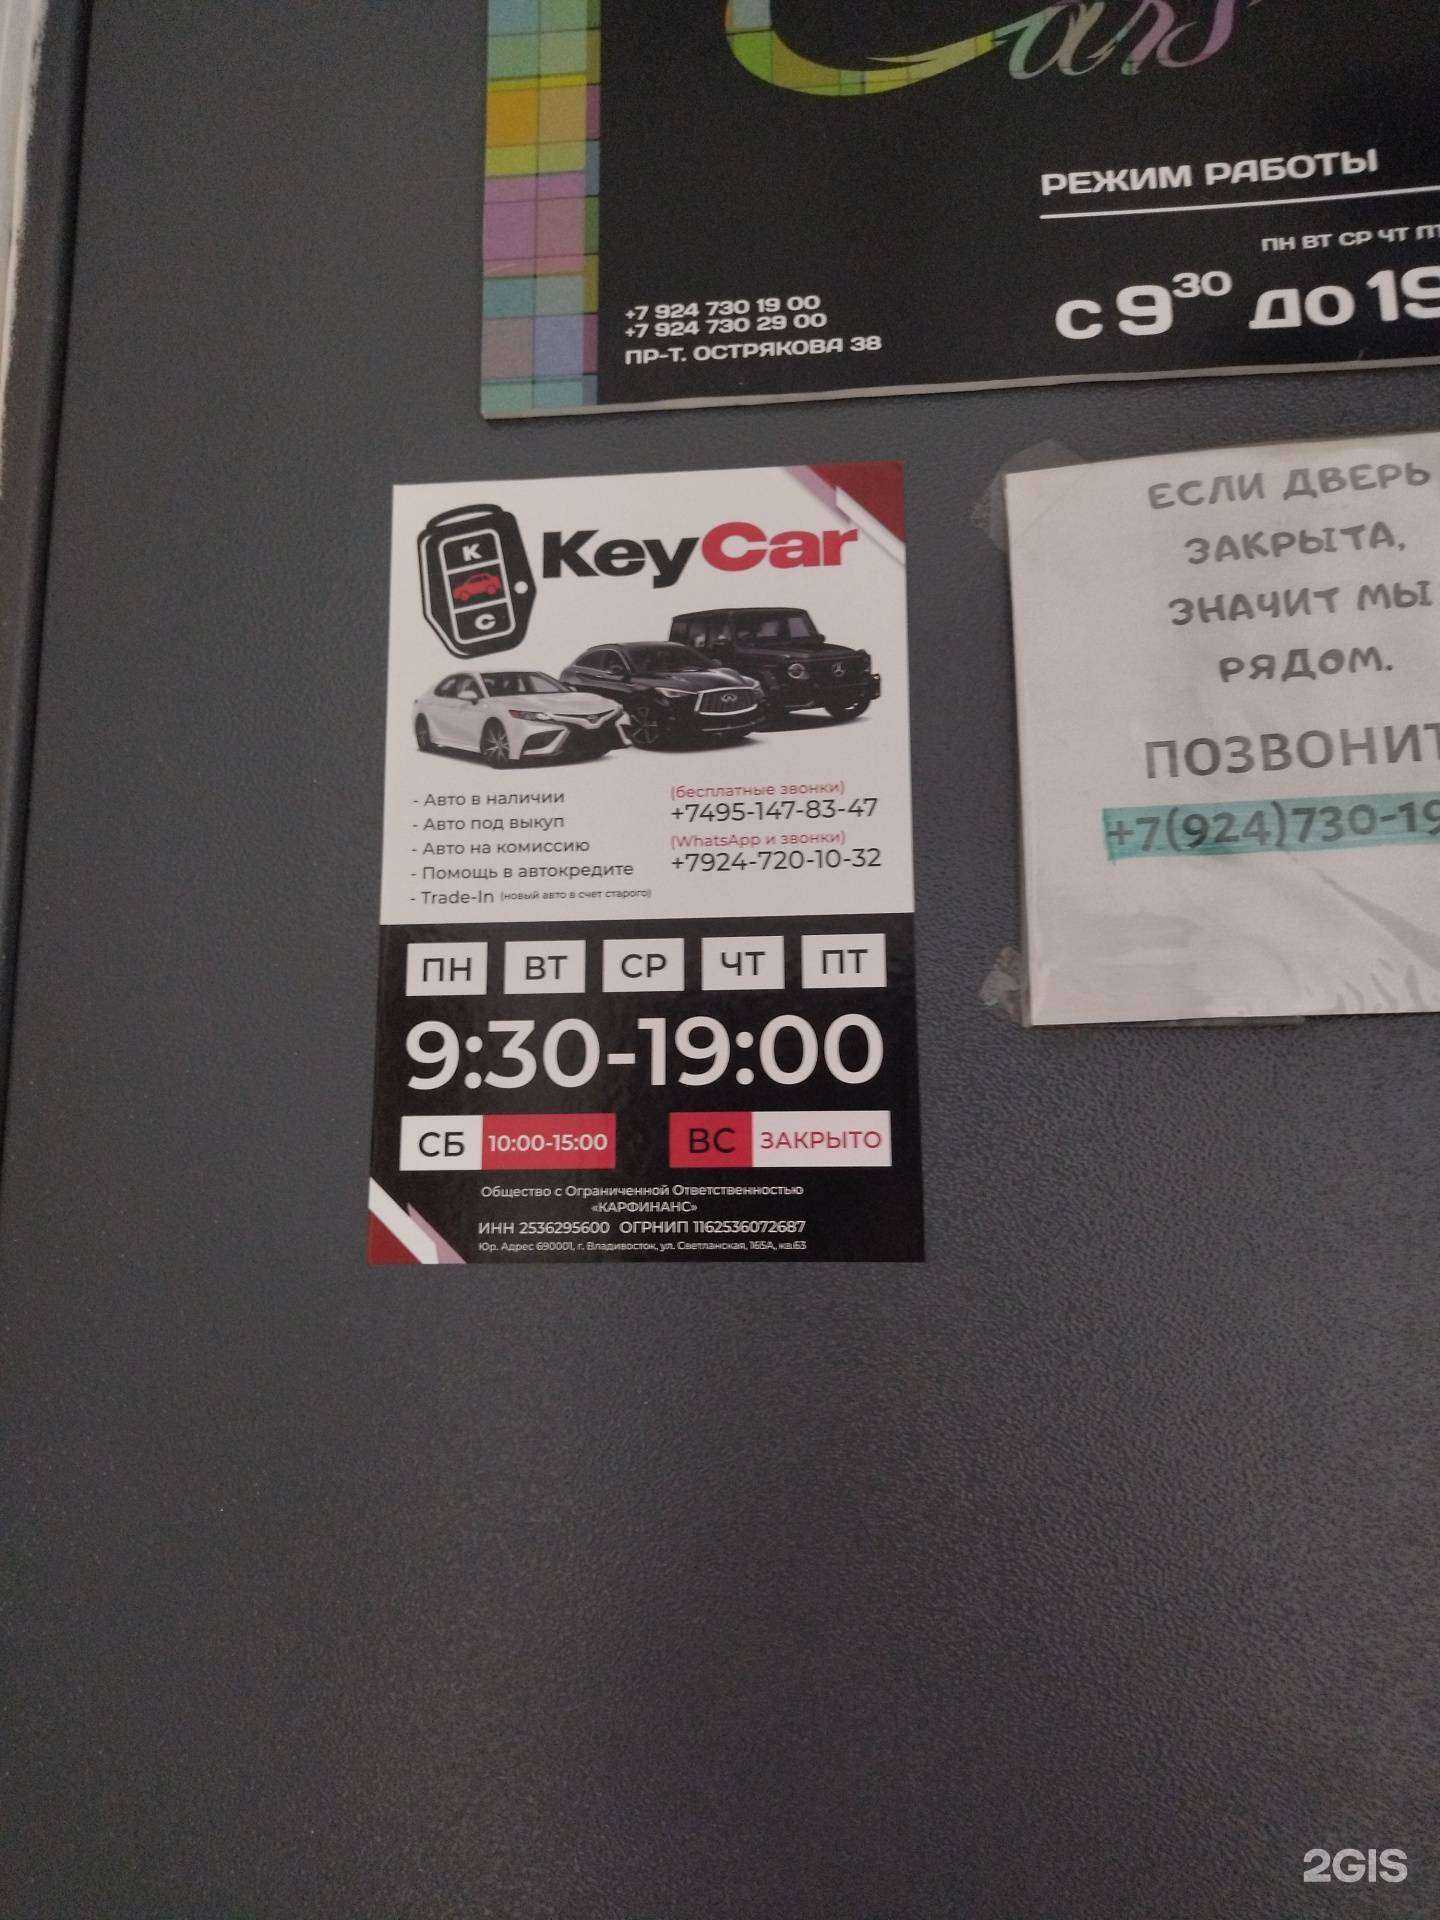 Cars
РЕЖИМ РАБОТЫ
ПН ВТ СР ЧТ ПТ
с 9³⁰ до 19
+7 924 730 19 00
+7 924 730 29 00
ПР-Т. ОСТРЯКОВА 38
ЕСЛИ ДВЕРЬ
ЗАКРЫТА,
ЗНАЧИТ МЫ
РЯДОМ.
ПОЗВОНИТ
+7(924)730-19
K
C
KeyCar
- Авто в наличии
- Авто под выкуп
- Авто на комиссию
- Помощь в автокредите
- Trade-In (новый авто в счет старого)
(бесплатные звонки)
+7495-147-83-47
(WhatsApp и звонки)
+7924-720-10-32
ПН ВТ СР ЧТ ПТ
9:30-19:00
СБ 10:00-15:00 ВС ЗАКРЫТО
Общество с Ограниченной Ответственностью
«КАРФИНАНС»
ИНН 2536295600 ОГРНИП 1162536072687
Юр. Адрес 690001, г. Владивосток, ул. Светланская, 165А, кв.63
2GIS